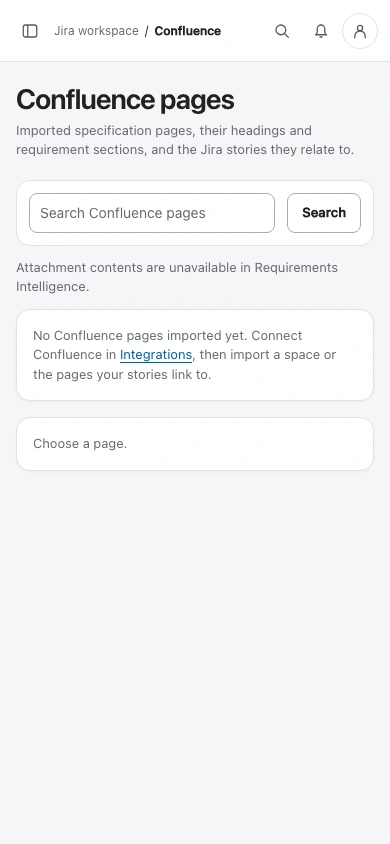 Jira workspace / Confluence
Confluence pages
Imported specification pages, their headings and
requirement sections, and the Jira stories they relate to.
Search Confluence pages
Search
Attachment contents are unavailable in Requirements
Intelligence.
No Confluence pages imported yet. Connect
Confluence in Integrations, then import a space or
the pages your stories link to.
Choose a page.